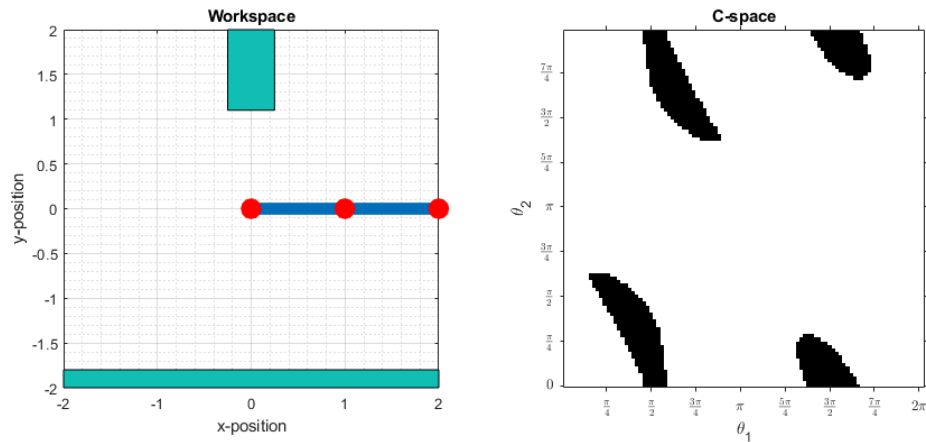 Workspace
2
1.5
1
0.5
0
-0.5
-1
-1.5
-2
-2 -1 0 1 2
x-position
y-position
C-space
7π/4
3π/2
5π/4
π
3π/4
π/2
π/4
0
π/4 π/2 3π/4 π 5π/4 3π/2 7π/4 2π
θ_1
θ_2